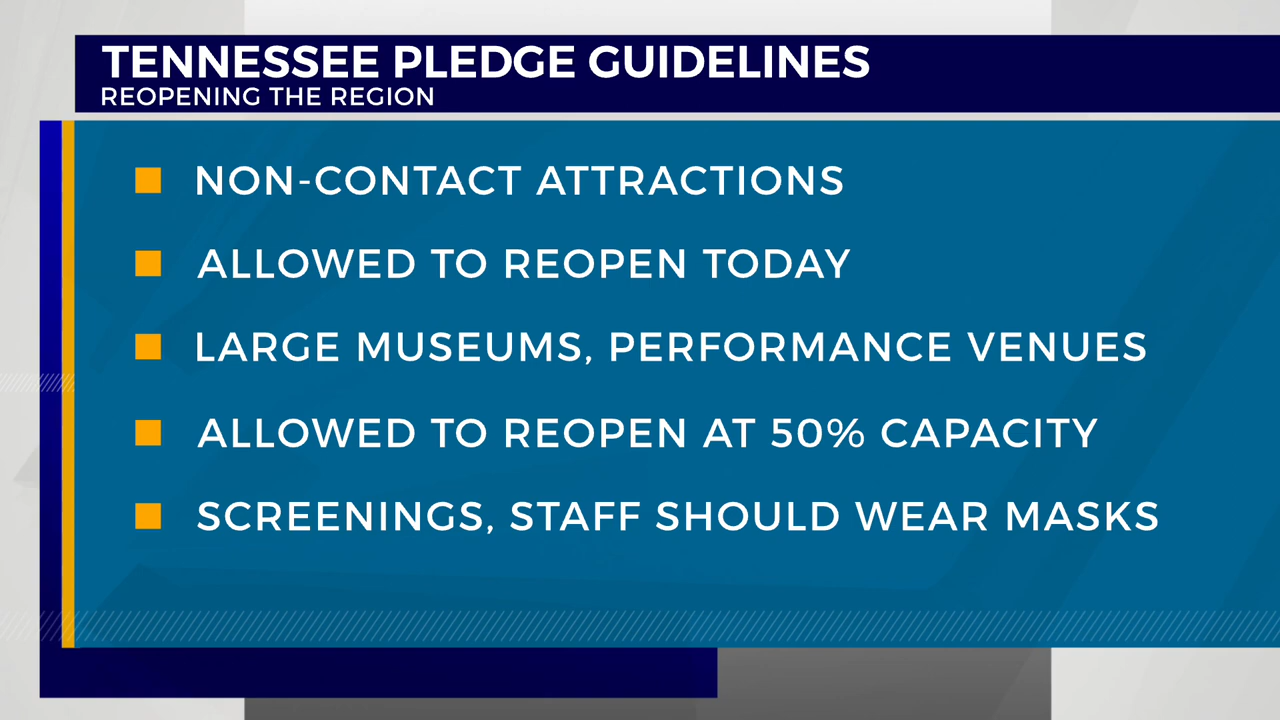 TENNESSEE PLEDGE GUIDELINES
REOPENING THE REGION
NON-CONTACT ATTRACTIONS
ALLOWED TO REOPEN TODAY
LARGE MUSEUMS, PERFORMANCE VENUES
ALLOWED TO REOPEN AT 50% CAPACITY
SCREENINGS, STAFF SHOULD WEAR MASKS